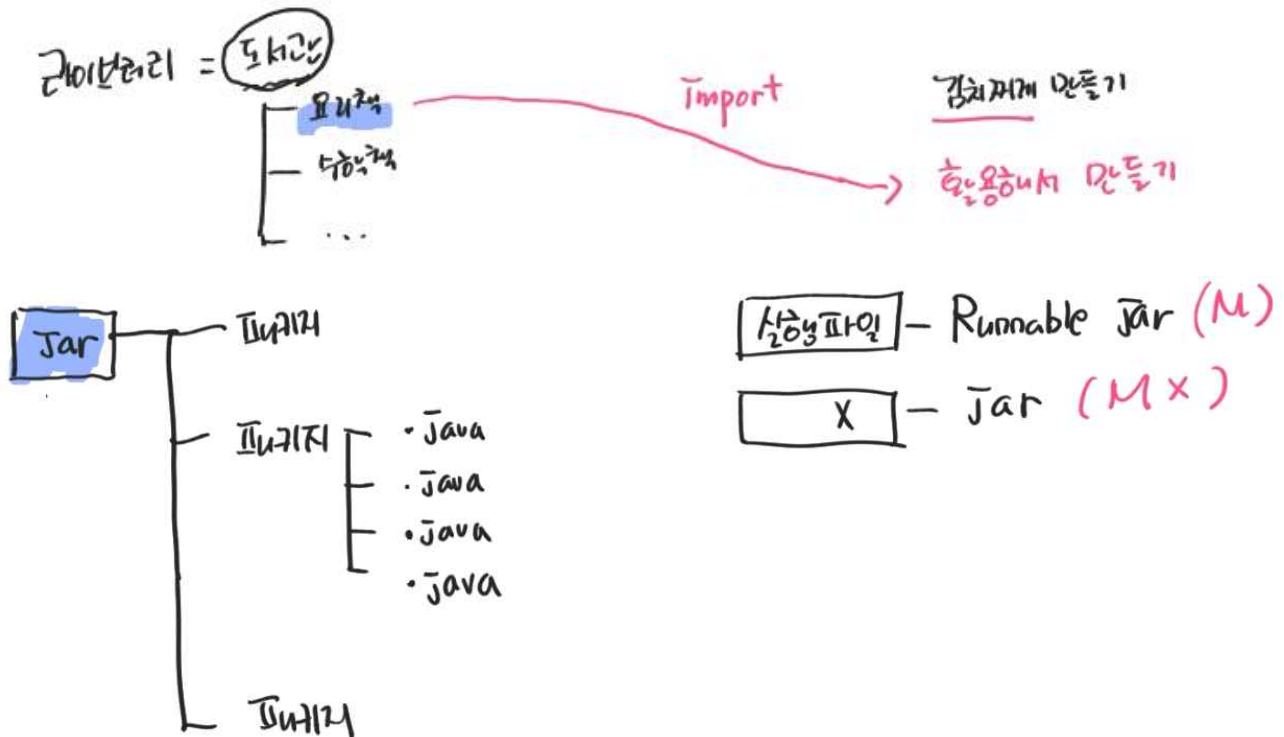 라이브러리 = 도서관
요리책
수학책
...
Import
김치찌개 만들기
활용해서 만들기
Jar
패키지
패키지
.java
.java
.java
.java
패키지
실행파일 - Runnable Jar (M)
X - Jar (M X)